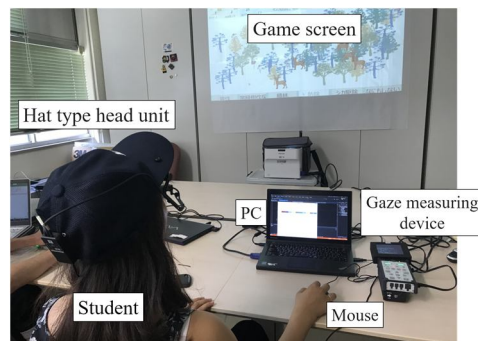 Game screen
Hat type head unit
PC
Gaze measuring
device
Student
Mouse